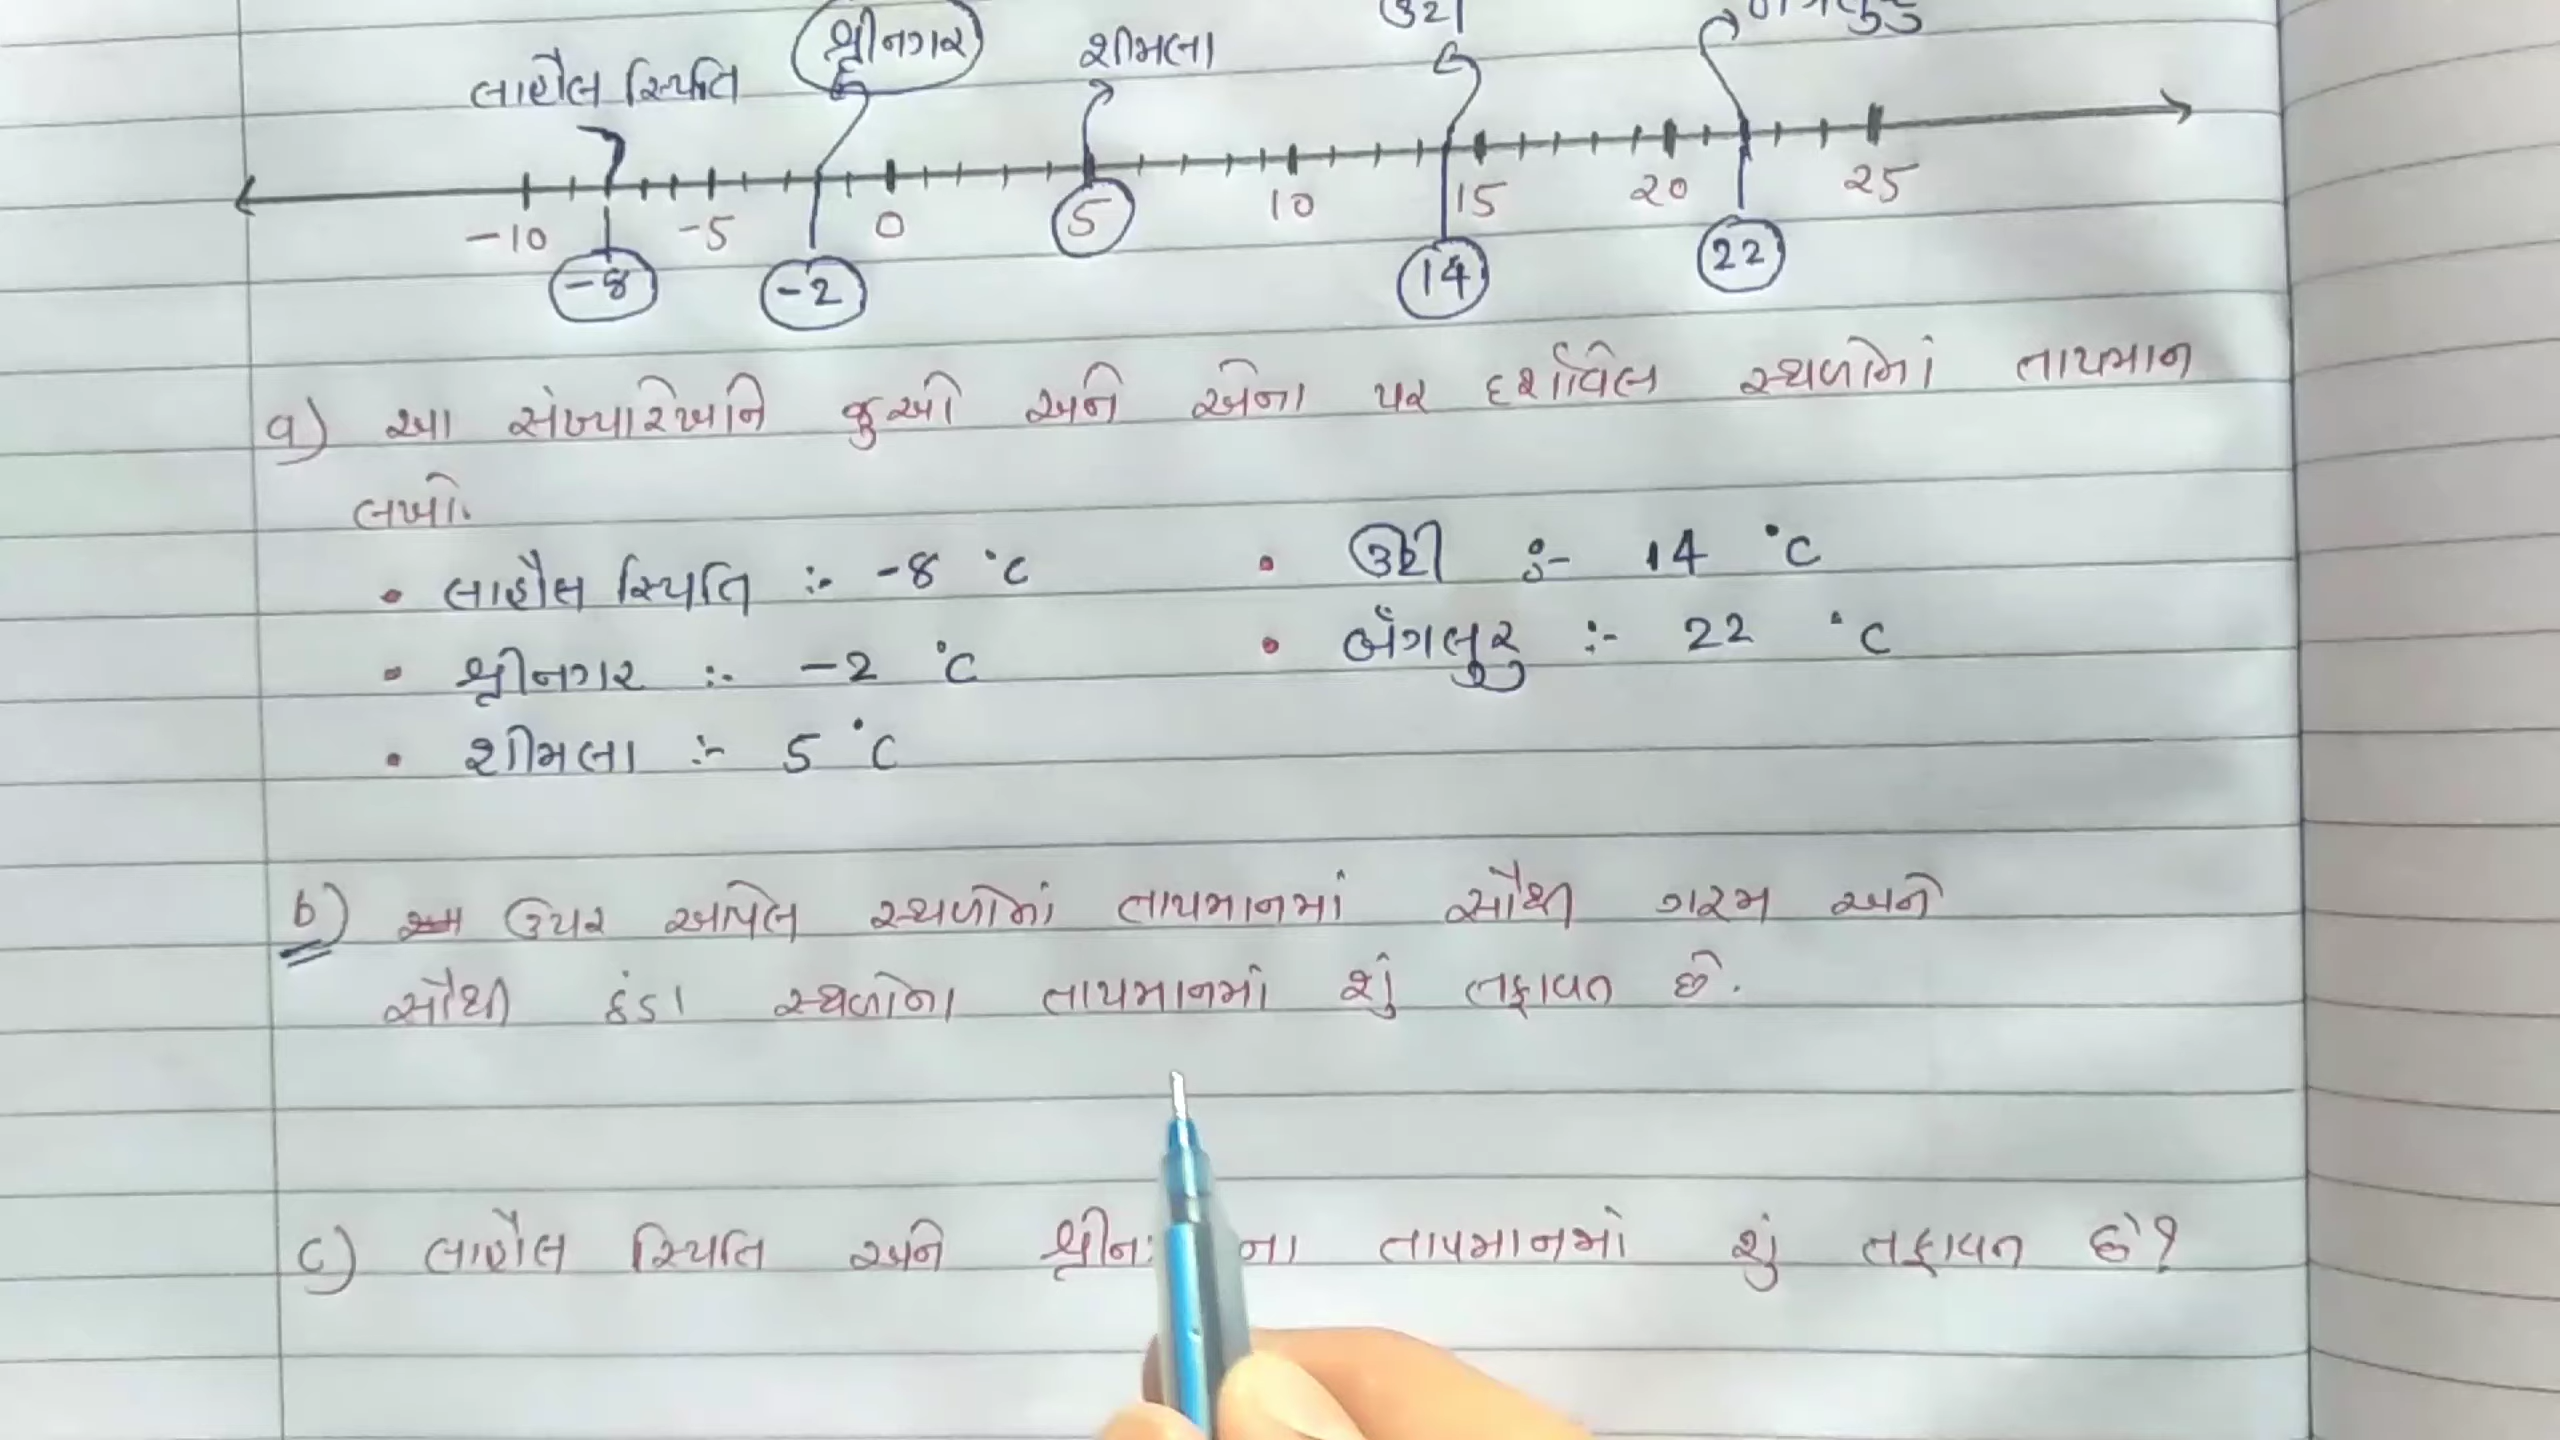 શ્રીનગર શીમલા
લાહૌલ સ્પિતિ
-10 -5 0 5 10 15 20 25
-8 -2 14 22
a) આ સંખ્યારેખાને જુઓ અને એના પર દર્શાવેલ સ્થળોમાં તાપમાન
લખો.
• લાહૌલ સ્પિતિ :- -8 °C • ઉટી :- 14 °C
• શ્રીનગર :- -2 °C • બેંગલુરુ :- 22 °C
• શીમલા :- 5 °C
b) ઉપર આપેલ સ્થળોમાં તાપમાનમાં સૌથી ગરમ અને
સૌથી ઠંડા સ્થળોના તાપમાનમાં શું તફાવત છે.
c) લાહૌલ સ્પિતિ અને ના તાપમાનમાં શું તફાવત છે?